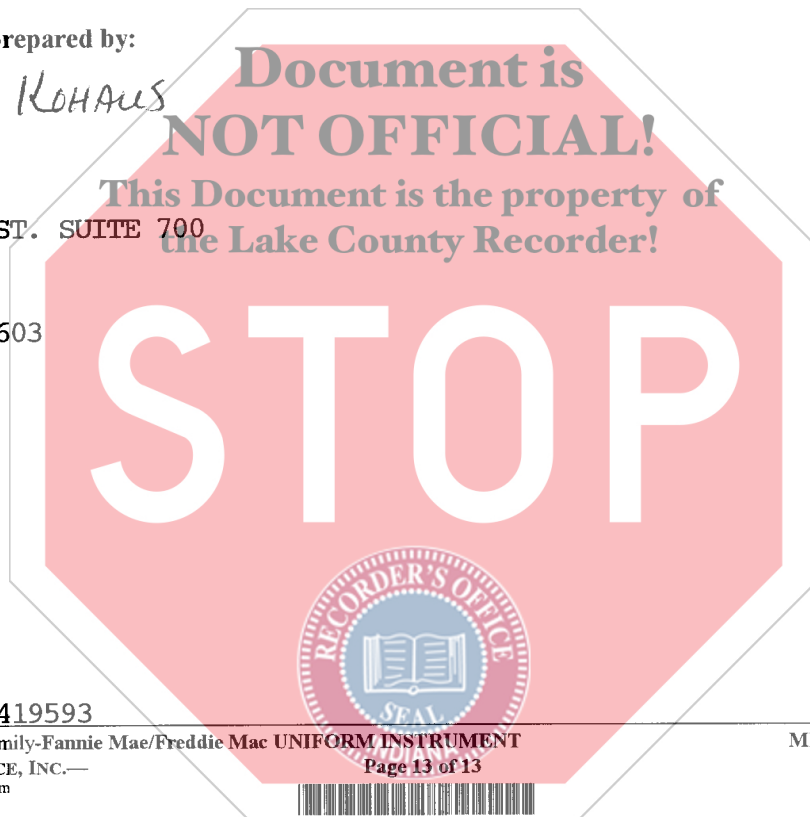 repared by:
KOHAUS
Document is
NOT OFFICIAL!
This Document is the property of
the Lake County Recorder!
ST. SUITE 700
603
STOP
RECORDER'S OFFICE
SEAL
INDIANA
419593
mily-Fannie Mae/Freddie Mac UNIFORM INSTRUMENT
M
CE, INC.—
Page 13 of 13
m